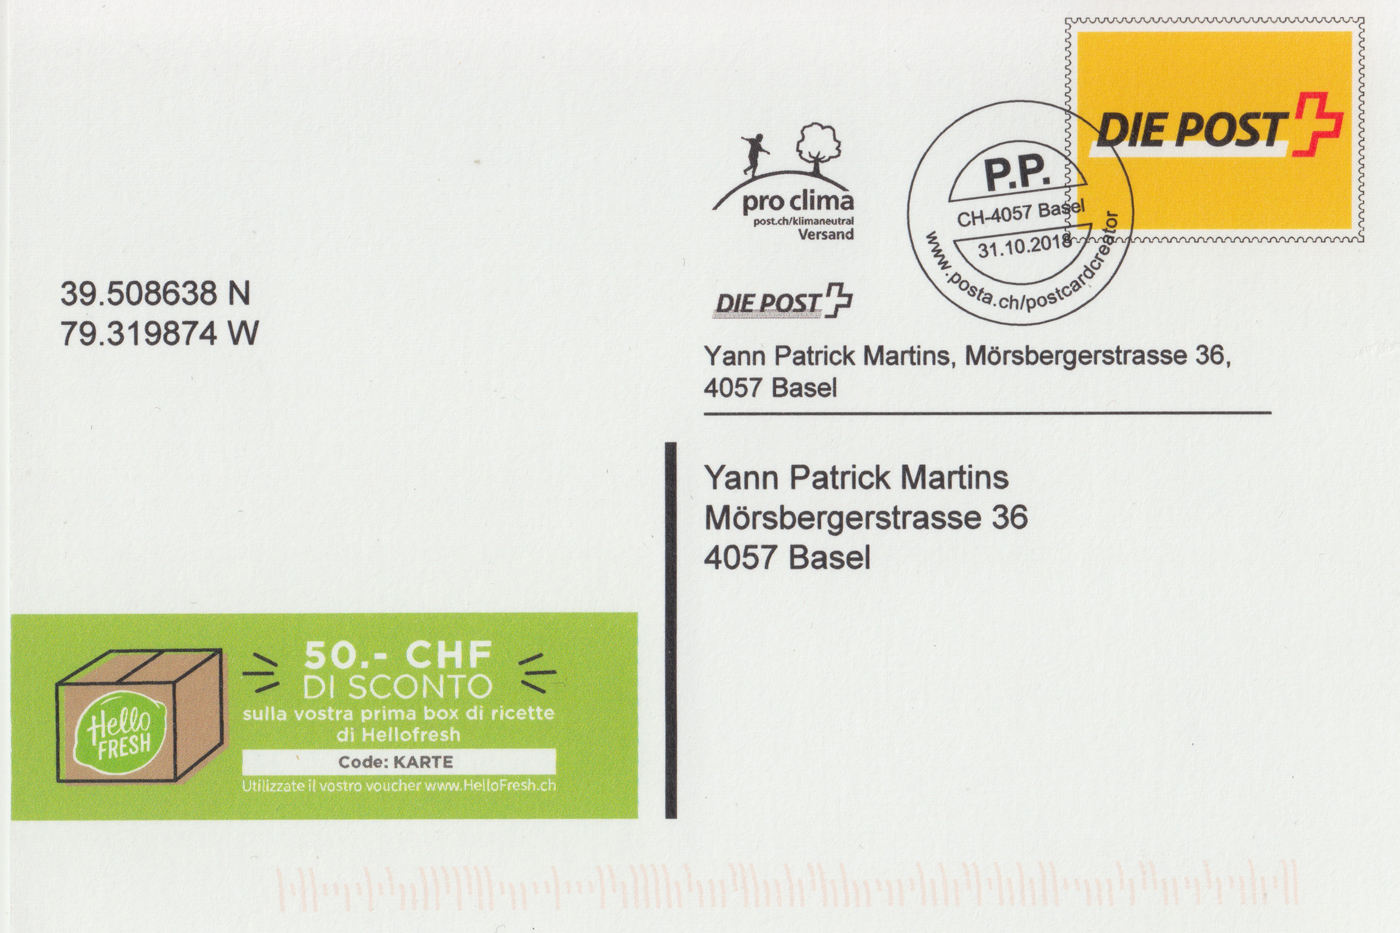 DIE POST
pro clima
post.ch/klimaneutral
Versand
P.P.
CH-4057 Basel
31.10.2018
www.posta.ch/postcardcreator
DIE POST
39.508638 N
79.319874 W
Yann Patrick Martins, Mörsbergerstrasse 36,
4057 Basel
Yann Patrick Martins
Mörsbergerstrasse 36
4057 Basel
Hello
FRESH
50.- CHF
DI SCONTO
sulla vostra prima box di ricette
di Hellofresh
Code: KARTE
Utilizzate il vostro voucher www.HelloFresh.ch